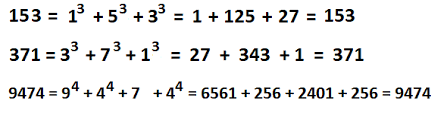 153 = 1³ + 5³ + 3³ = 1 + 125 + 27 = 153
371 = 3³ + 7³ + 1³ = 27 + 343 + 1 = 371
9474 = 9⁴ + 4⁴ + 7 + 4⁴ = 6561 + 256 + 2401 + 256 = 9474